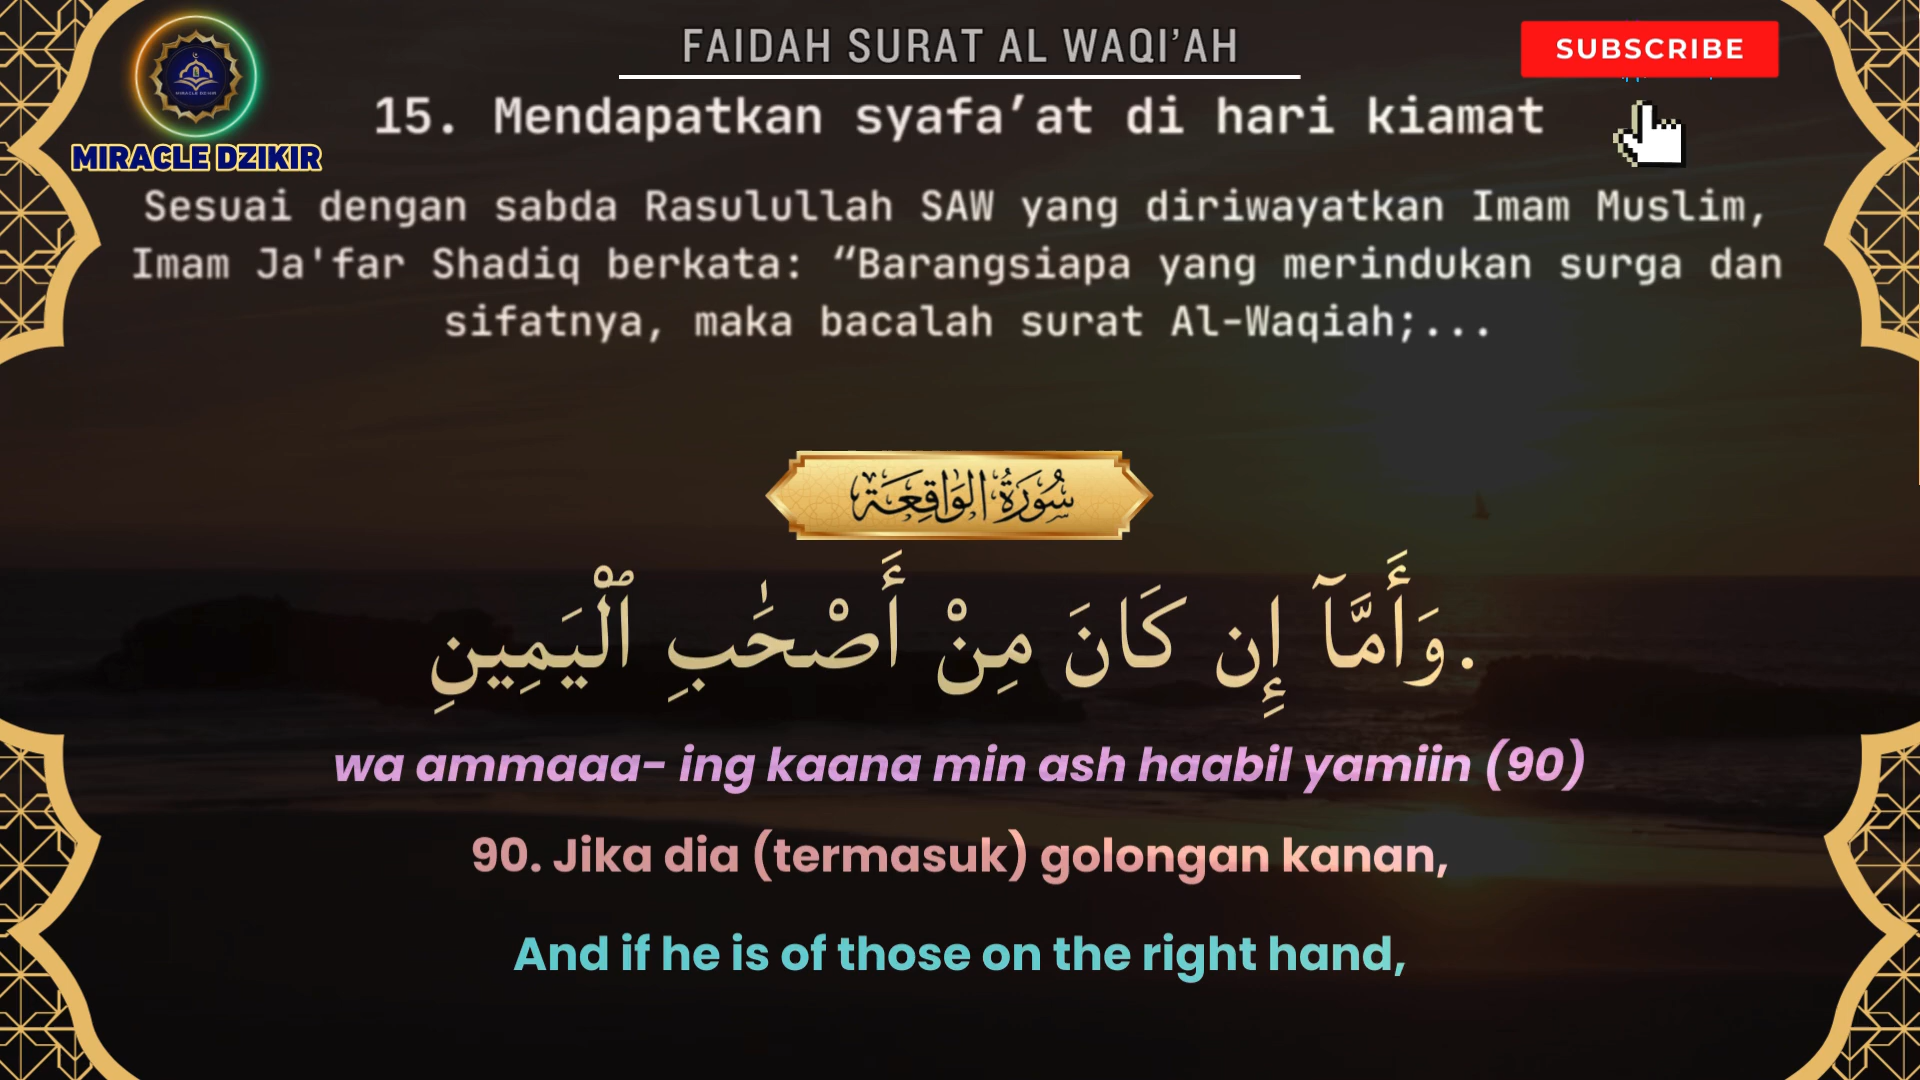 FAIDAH SURAT AL WAQI’AH
SUBSCRIBE
MIRACLE DZIKIR
15. Mendapatkan syafa’at di hari kiamat
Sesuai dengan sabda Rasulullah SAW yang diriwayatkan Imam Muslim,
Imam Ja'far Shadiq berkata: “Barangsiapa yang merindukan surga dan
sifatnya, maka bacalah surat Al-Waqiah;...
سُورَةُ الوَاقِعَة
وَأَمَّآ إِن كَانَ مِنْ أَصْحَٰبِ ٱلْيَمِينِ.
wa ammaaa- ing kaana min ash haabil yamiin (90)
90. Jika dia (termasuk) golongan kanan,
And if he is of those on the right hand,